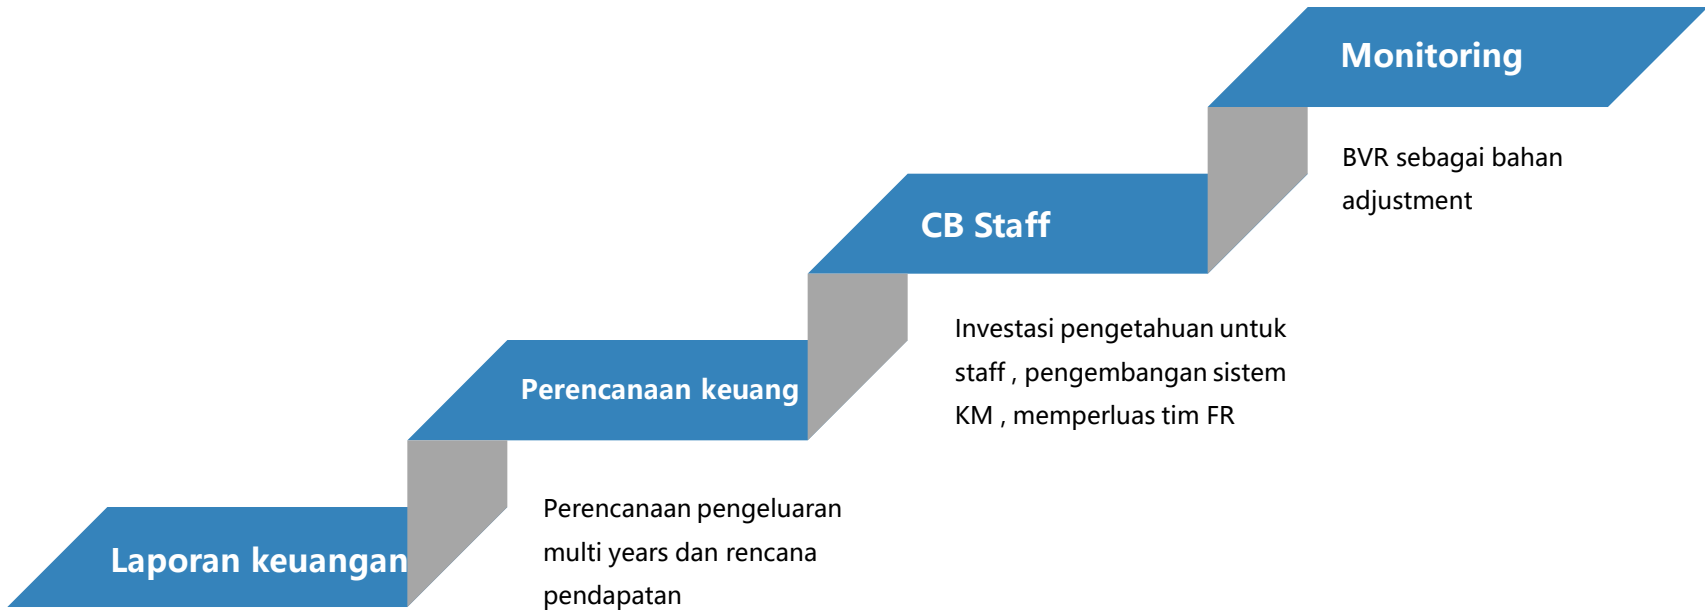 Monitoring
BVR sebagai bahan
adjustment
CB Staff
Investasi pengetahuan untuk
staff , pengembangan sistem
KM , memperluas tim FR
Perencanaan keuang
Perencanaan pengeluaran
multi years dan rencana
pendapatan
Laporan keuangan